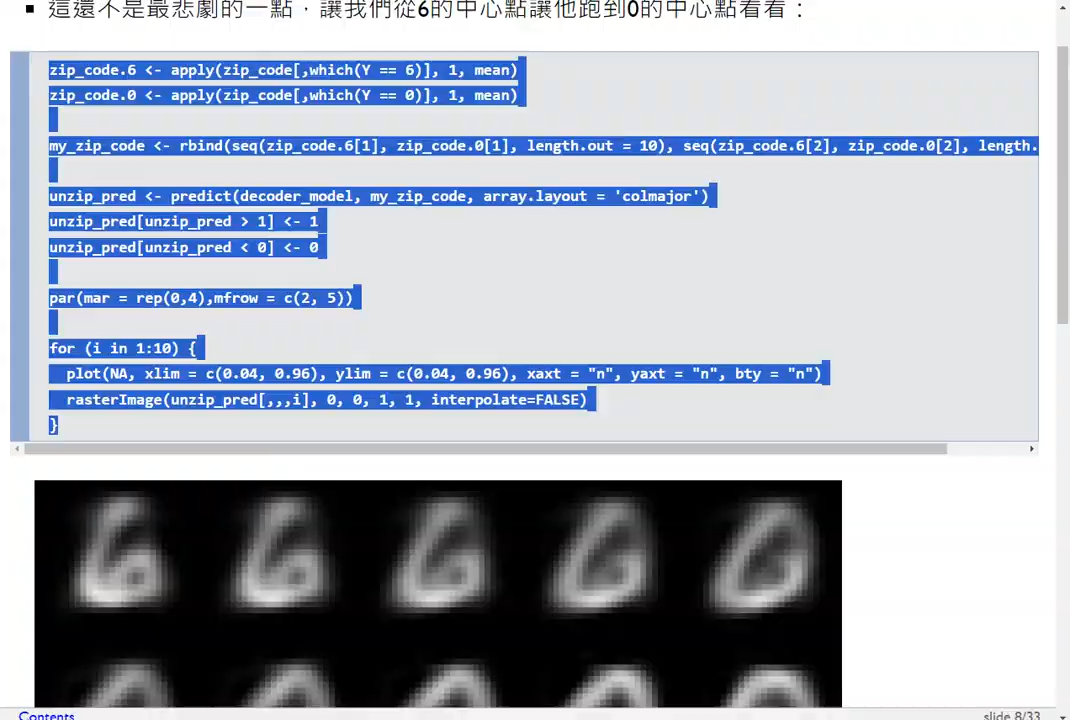 ▪ 這還不是最悲劇的一點，讓我們從6的中心點讓他跑到0的中心點看看：
zip_code.6 <- apply(zip_code[,which(Y == 6)], 1, mean)
zip_code.0 <- apply(zip_code[,which(Y == 0)], 1, mean)
my_zip_code <- rbind(seq(zip_code.6[1], zip_code.0[1], length.out = 10), seq(zip_code.6[2], zip_code.0[2], length.
unzip_pred <- predict(decoder_model, my_zip_code, array.layout = 'colmajor')
unzip_pred[unzip_pred > 1] <- 1
unzip_pred[unzip_pred < 0] <- 0
par(mar = rep(0,4),mfrow = c(2, 5))
for (i in 1:10) {
  plot(NA, xlim = c(0.04, 0.96), ylim = c(0.04, 0.96), xaxt = "n", yaxt = "n", bty = "n")
  rasterImage(unzip_pred[,,,i], 0, 0, 1, 1, interpolate=FALSE)
}
Contents
slide 8/33